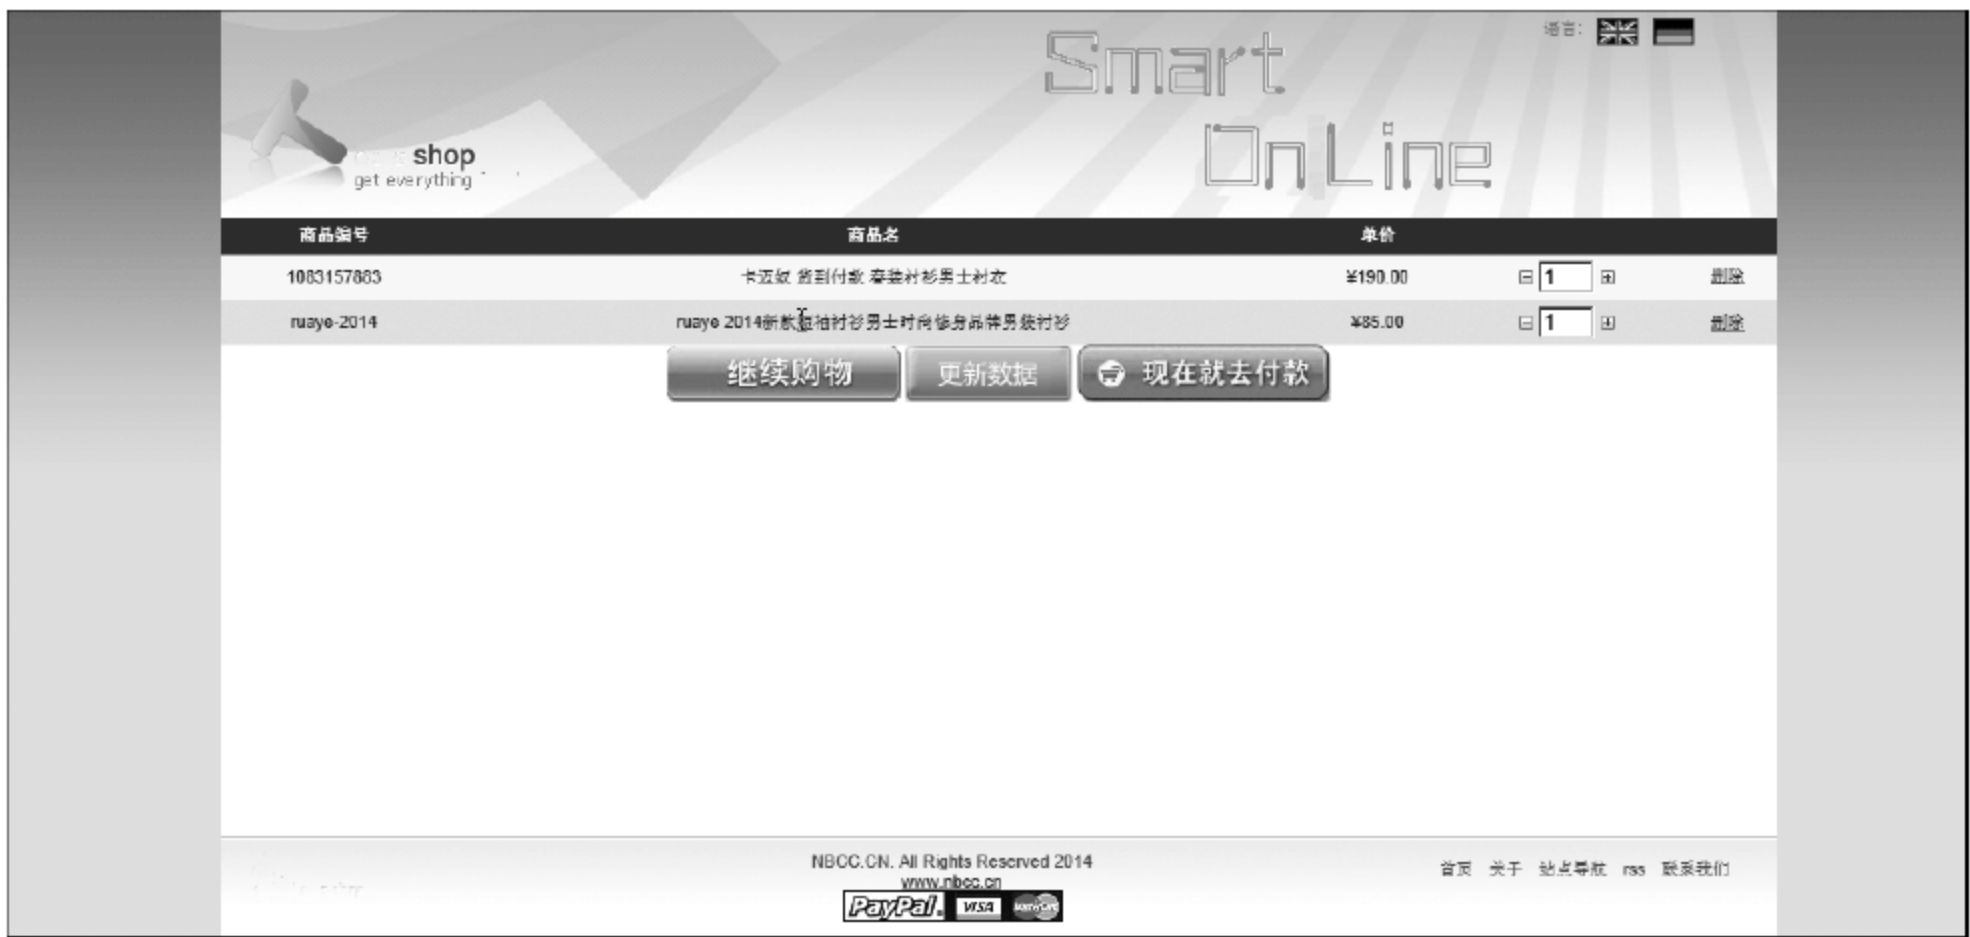 语言:
Smart
OnLine
shop
get everything
商品编号 商品名 单价
1083157883 卡迈奴 货到付款 春装衬衫男士衬衣 ¥190.00 1 删除
ruaye-2014 ruaye 2014新款短袖衬衫男士时尚修身品牌男装衬衫 ¥85.00 1 删除
继续购物 更新数据 现在就去付款
NBCC.CN. All Rights Reserved 2014
www.nbcc.cn
首页 关于 站点导航 rss 联系我们
PayPal. VISA MasterCard